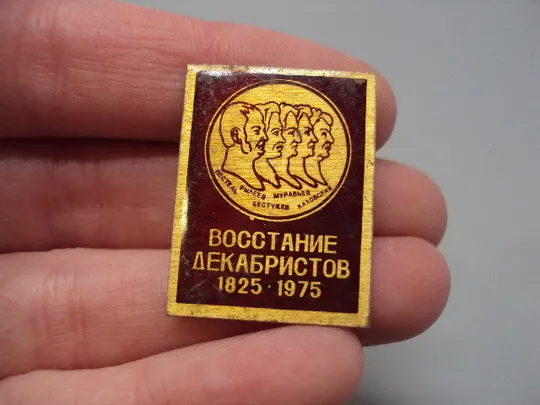 ПЕСТЕЛЬ РЫЛЕЕВ МУРАВЬЕВ
БЕСТУЖЕВ КАХОВСКИЙ
ВОССТАНИЕ
ДЕКАБРИСТОВ
1825 · 1975